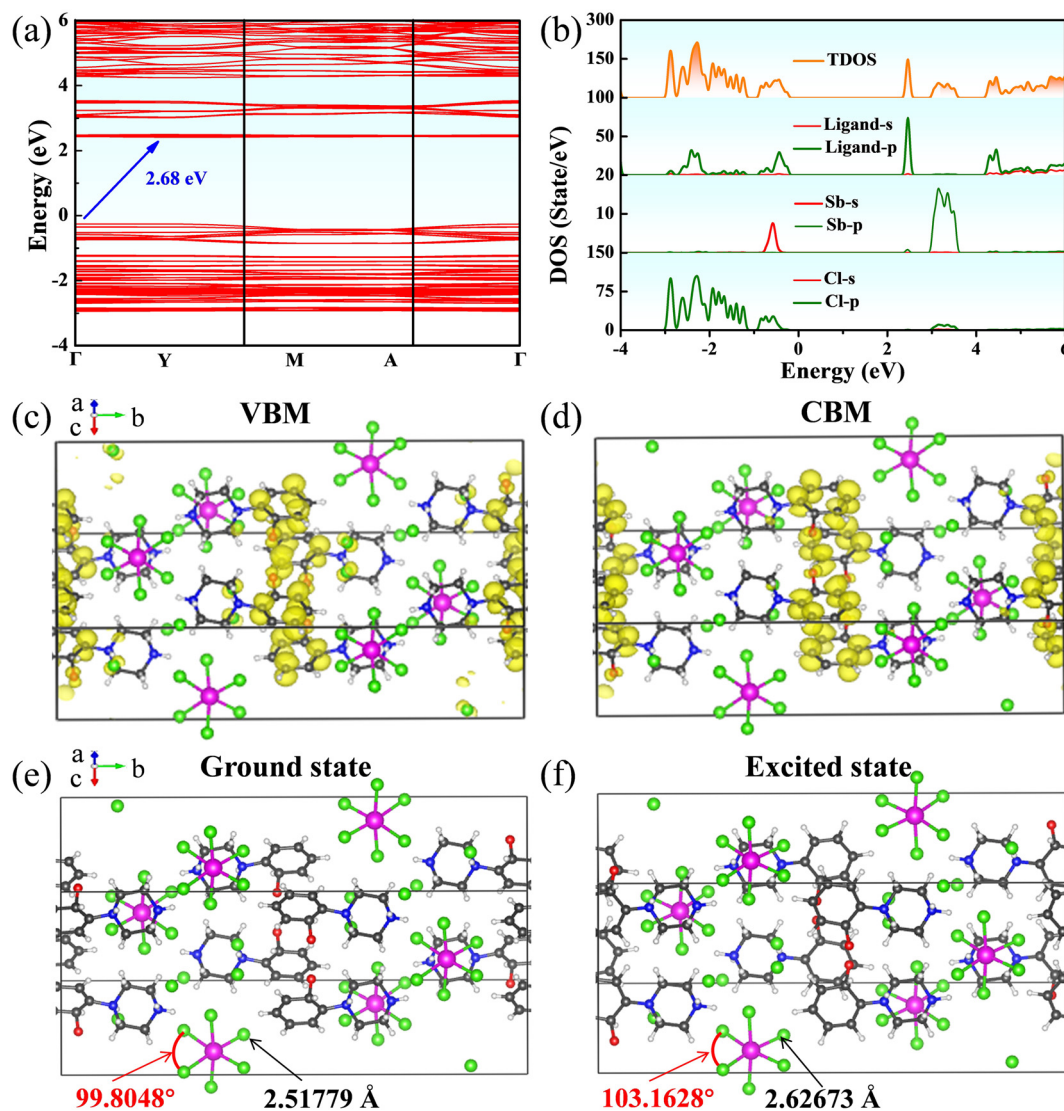 (a)
Energy (eV)
6
4
2
0
-2
-4
2.68 eV
Γ
Y
M
A
Γ
(b)
DOS (State/eV)
300
150
100
50
20
10
150
75
0
TDOS
Ligand-s
Ligand-p
Sb-s
Sb-p
Cl-s
Cl-p
-4
-2
0
2
4
6
Energy (eV)
(c)
a
b
c
VBM
(d)
CBM
(e)
a
b
c
Ground state
99.8048°
2.51779 Å
(f)
Excited state
103.1628°
2.62673 Å